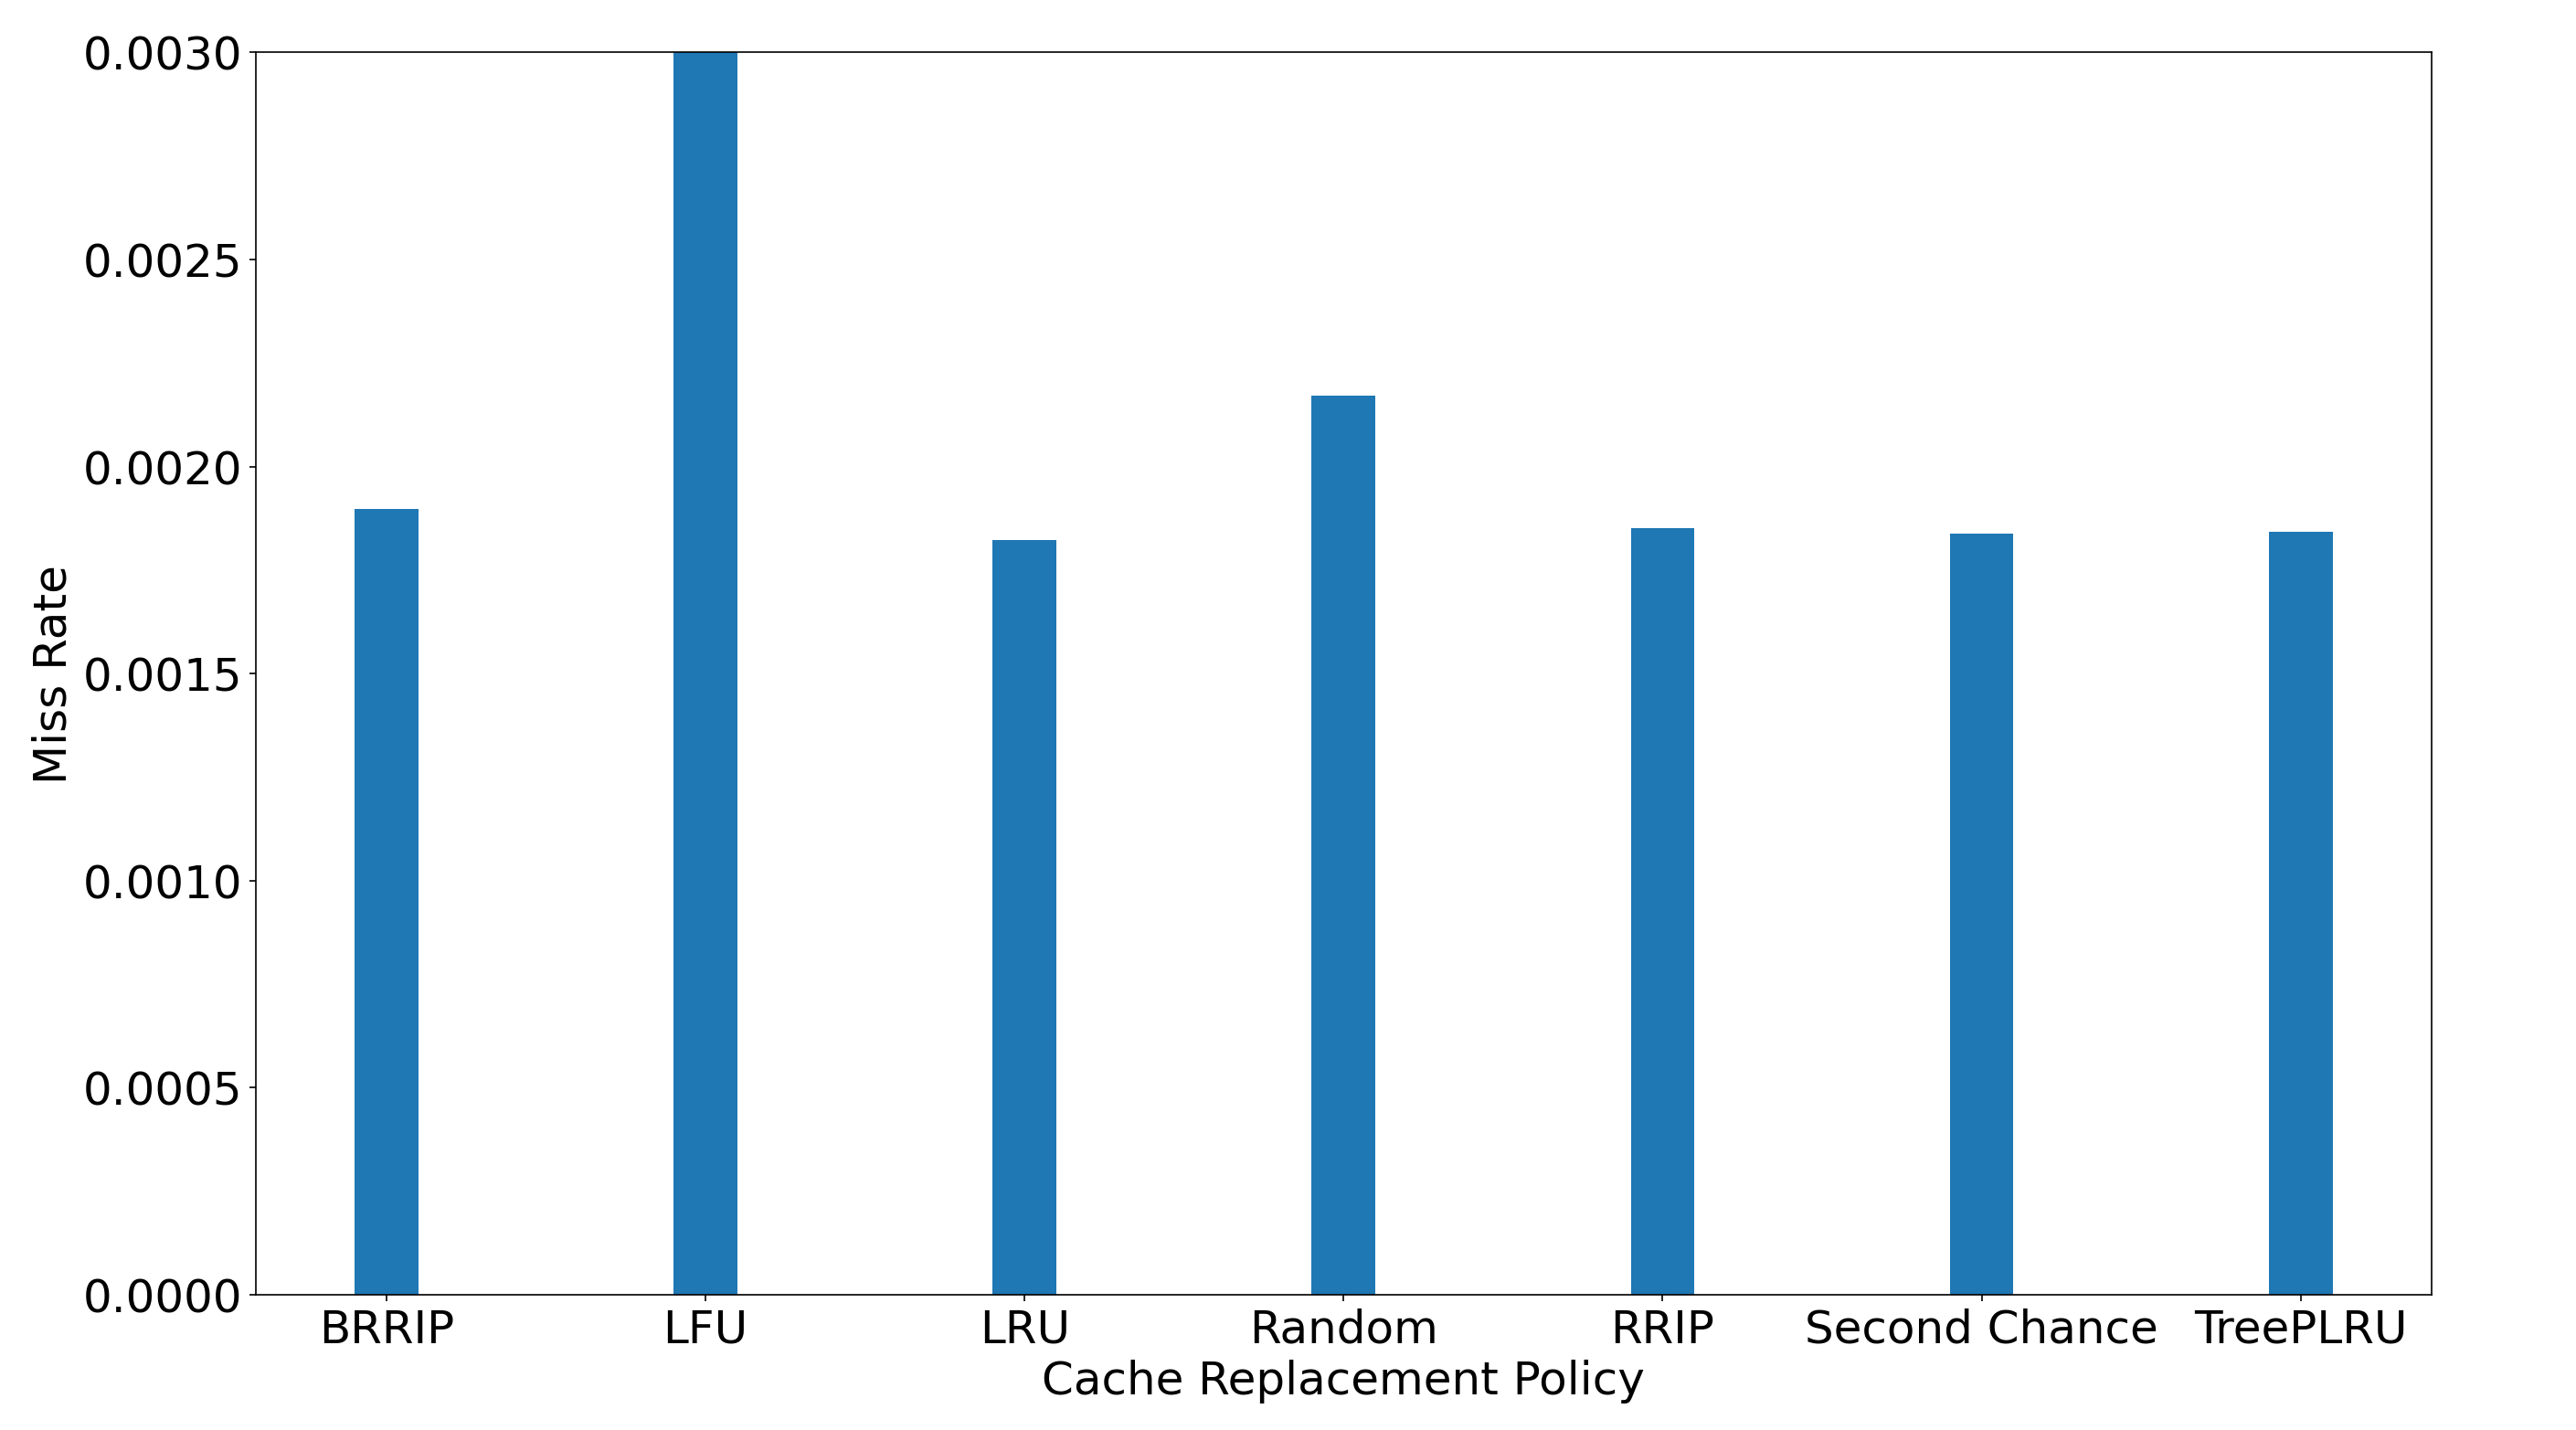 0.0030
0.0025
0.0020
0.0015
0.0010
0.0005
0.0000
Miss Rate
BRRIP LFU LRU Random RRIP Second Chance TreePLRU
Cache Replacement Policy